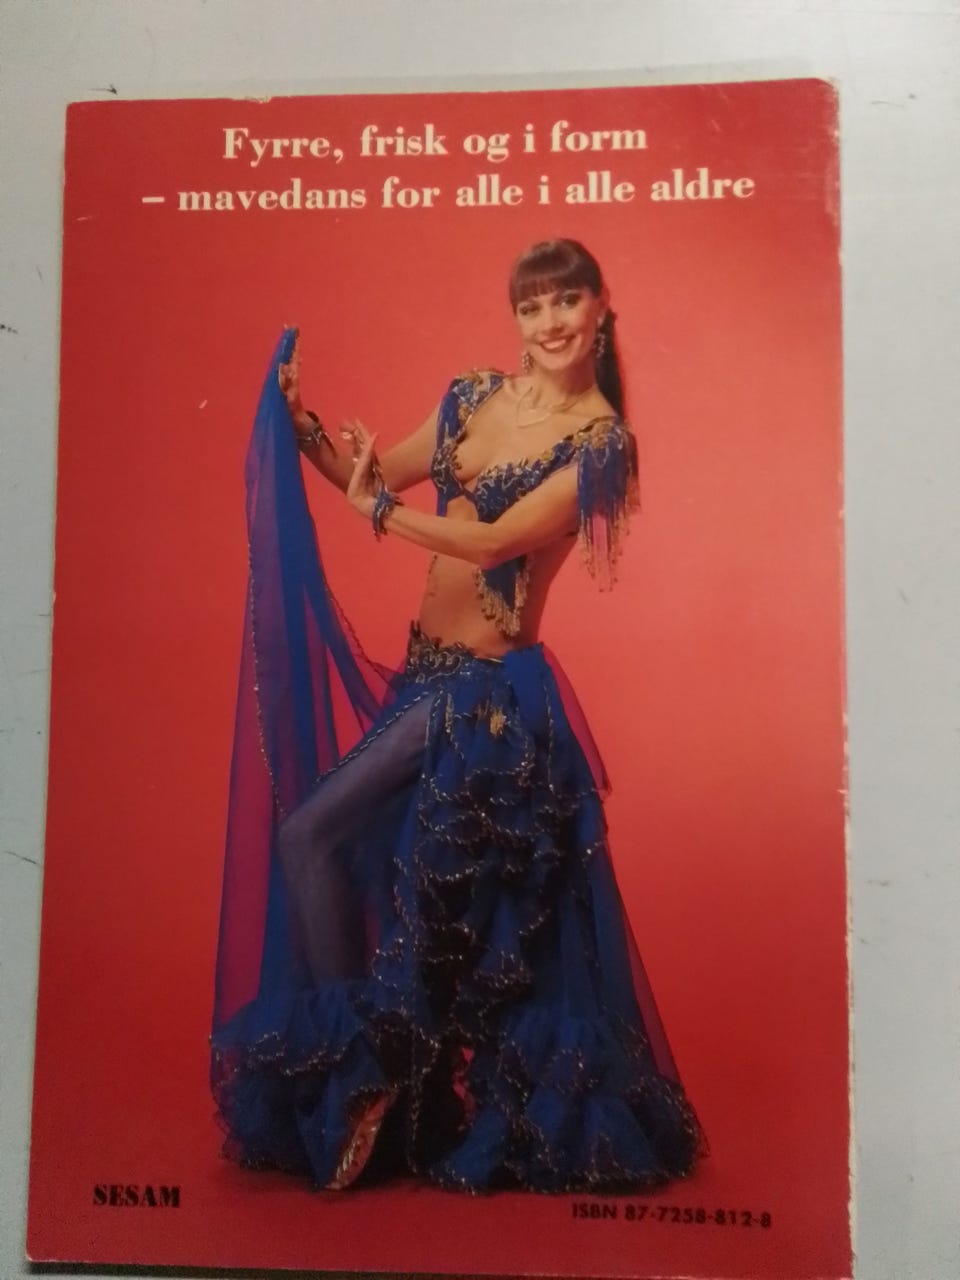 Fyrre, frisk og i form
– mavedans for alle i alle aldre
SESAM
ISBN 87-7258-812-8